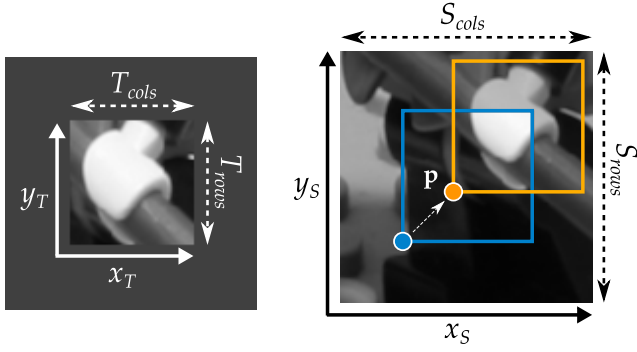 T_cols
T_rows
y_T
x_T
S_cols
S_rows
p
y_S
x_S